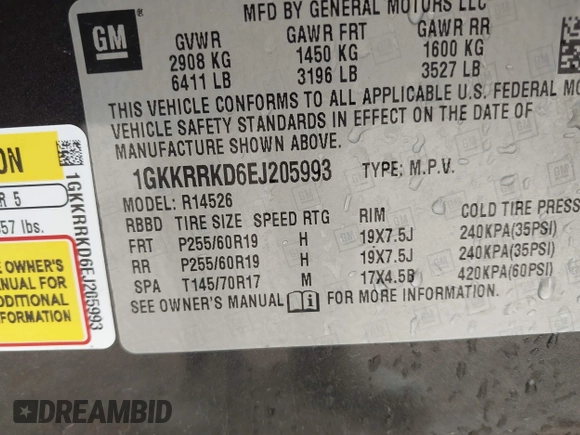 MFD BY GENERAL MOTORS LLC
GM
GVWR GAWR FRT GAWR RR
2908 KG 1450 KG 1600 KG
6411 LB 3196 LB 3527 LB
THIS VEHICLE CONFORMS TO ALL APPLICABLE U.S. FEDERAL MO
VEHICLE SAFETY STANDARDS IN EFFECT ON THE DATE OF
MANUFACTURE SHOWN ABOVE.
1GKKRRKD6EJ205993 TYPE: M.P.V.
MODEL: R14526
RBBD TIRE SIZE SPEED RTG RIM COLD TIRE PRESS
FRT P255/60R19 H 19X7.5J 240KPA(35PSI)
RR P255/60R19 H 19X7.5J 240KPA(35PSI)
SPA T145/70R17 M 17X4.5B 420KPA(60PSI)
SEE OWNER'S MANUAL FOR MORE INFORMATION.
ON
R 5
57 lbs.
E OWNER'S
NUAL FOR
DDITIONAL
FORMATION
1GKKRRKD6EJ205993
DREAMBID